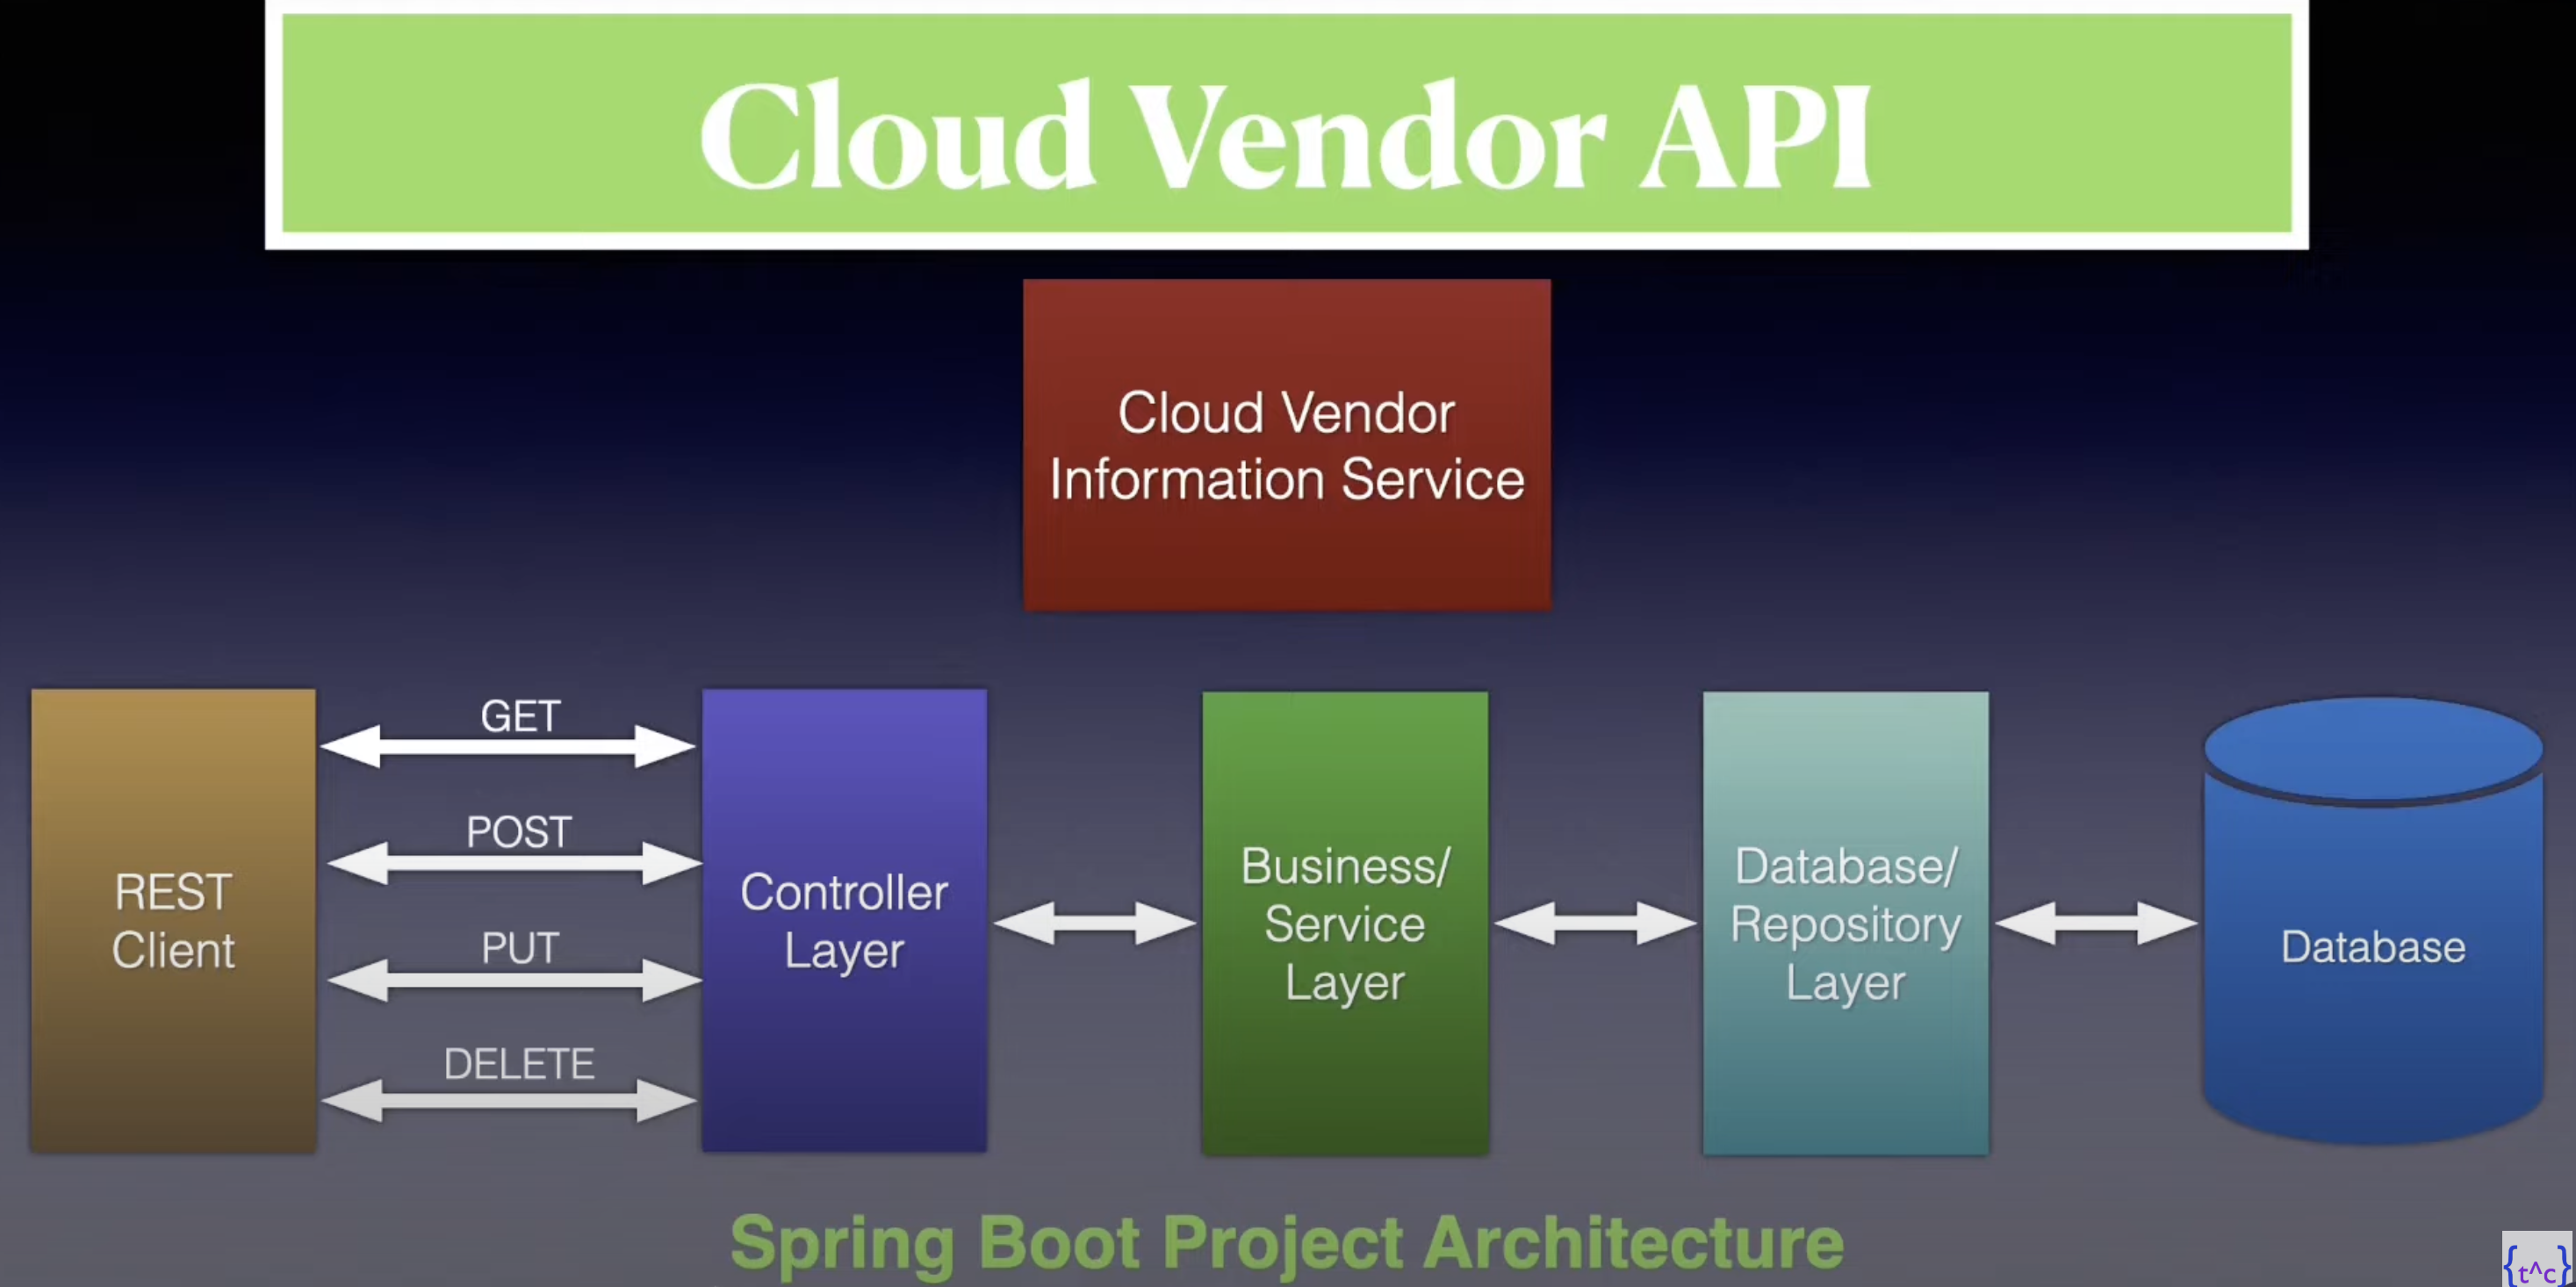 Cloud Vendor API
Cloud Vendor
Information Service
REST
Client
GET
POST
PUT
DELETE
Controller
Layer
Business/
Service
Layer
Database/
Repository
Layer
Database
Spring Boot Project Architecture
{t^c}